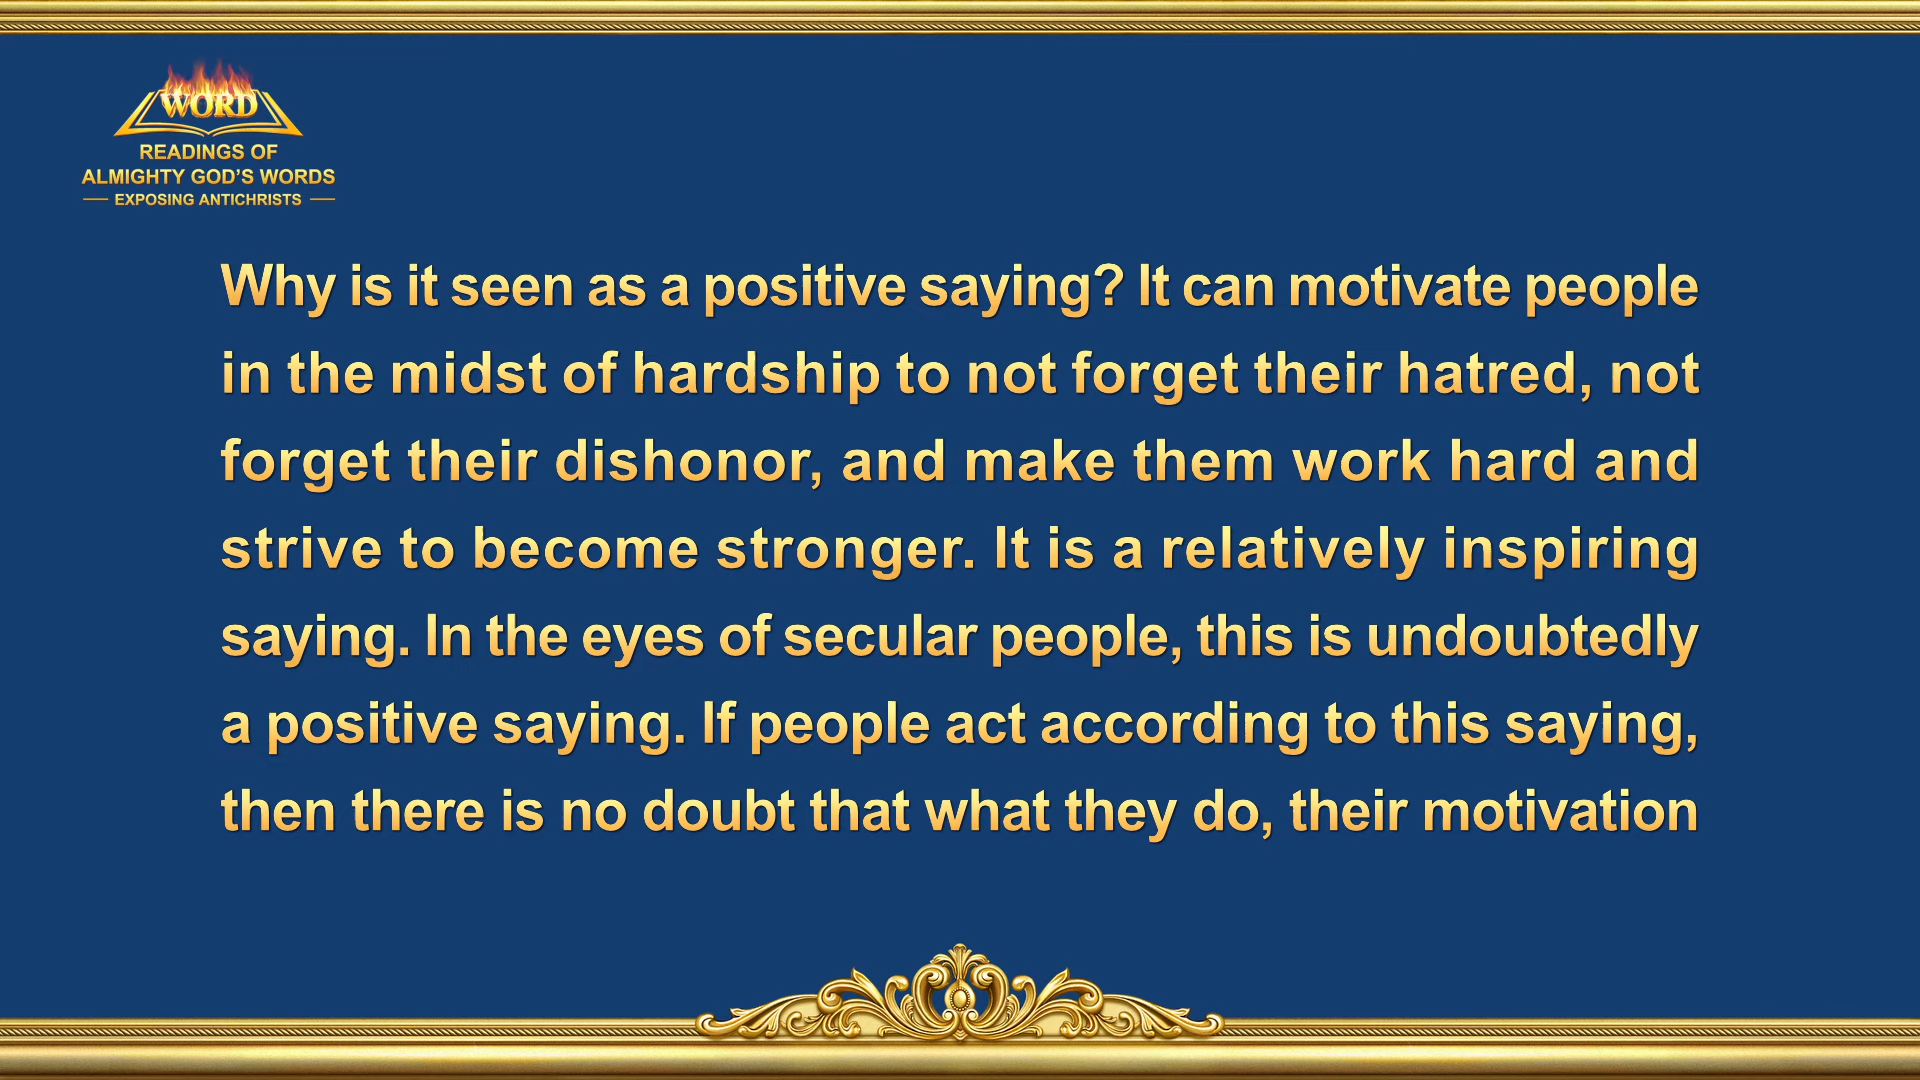 WORD
READINGS OF
ALMIGHTY GOD'S WORDS
EXPOSING ANTICHRISTS
Why is it seen as a positive saying? It can motivate people
in the midst of hardship to not forget their hatred, not
forget their dishonor, and make them work hard and
strive to become stronger. It is a relatively inspiring
saying. In the eyes of secular people, this is undoubtedly
a positive saying. If people act according to this saying,
then there is no doubt that what they do, their motivation